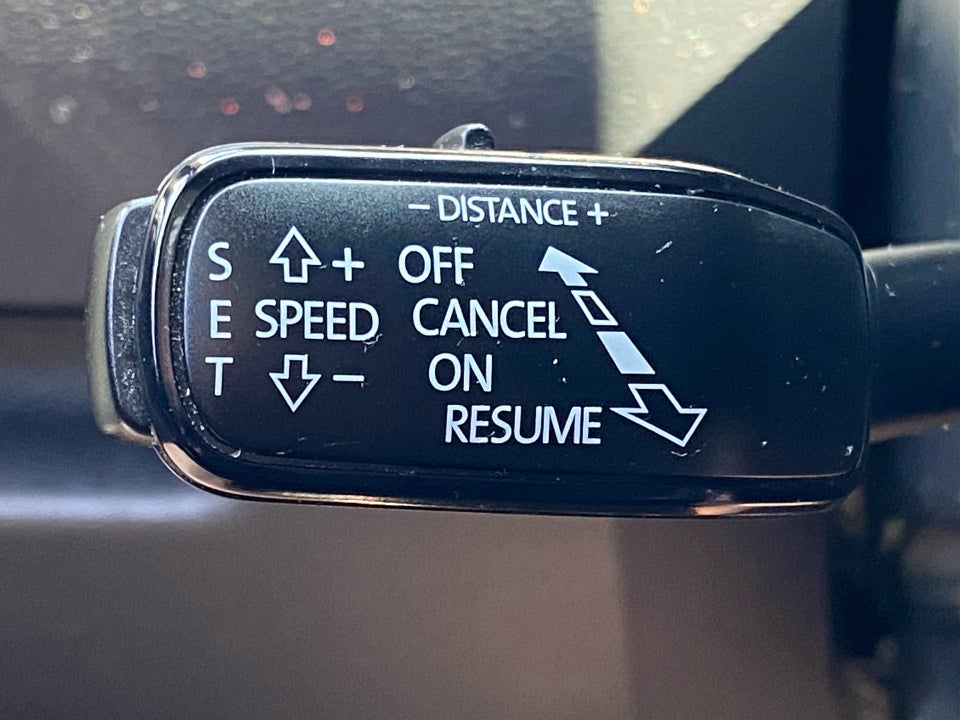 – DISTANCE +
S + OFF
E SPEED CANCEL
T – ON
RESUME